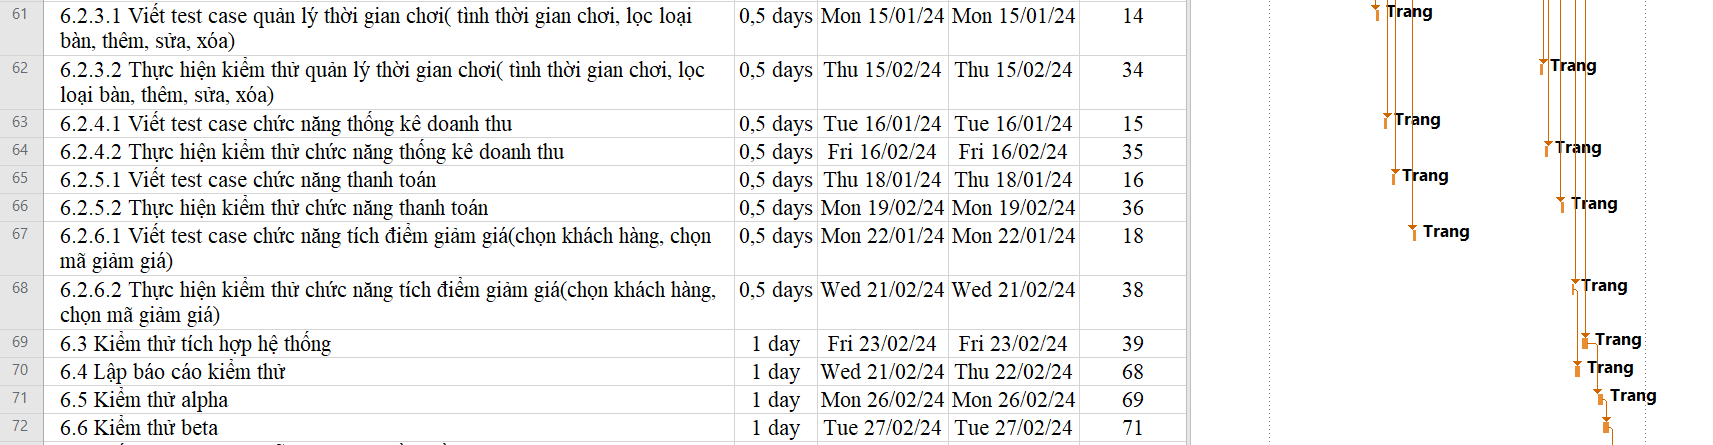 61 6.2.3.1 Viết test case quản lý thời gian chơi( tình thời gian chơi, lọc loại 0,5 days Mon 15/01/24 Mon 15/01/24 14 Trang
bàn, thêm, sửa, xóa)
62 6.2.3.2 Thực hiện kiểm thử quản lý thời gian chơi( tình thời gian chơi, lọc 0,5 days Thu 15/02/24 Thu 15/02/24 34 Trang
loại bàn, thêm, sửa, xóa)
63 6.2.4.1 Viết test case chức năng thống kê doanh thu 0,5 days Tue 16/01/24 Tue 16/01/24 15 Trang
64 6.2.4.2 Thực hiện kiểm thử chức năng thống kê doanh thu 0,5 days Fri 16/02/24 Fri 16/02/24 35 Trang
65 6.2.5.1 Viết test case chức năng thanh toán 0,5 days Thu 18/01/24 Thu 18/01/24 16 Trang
66 6.2.5.2 Thực hiện kiểm thử chức năng thanh toán 0,5 days Mon 19/02/24 Mon 19/02/24 36 Trang
67 6.2.6.1 Viết test case chức năng tích điểm giảm giá(chọn khách hàng, chọn 0,5 days Mon 22/01/24 Mon 22/01/24 18 Trang
mã giảm giá)
68 6.2.6.2 Thực hiện kiểm thử chức năng tích điểm giảm giá(chọn khách hàng, 0,5 days Wed 21/02/24 Wed 21/02/24 38 Trang
chọn mã giảm giá)
69 6.3 Kiểm thử tích hợp hệ thống 1 day Fri 23/02/24 Fri 23/02/24 39 Trang
70 6.4 Lập báo cáo kiểm thử 1 day Wed 21/02/24 Thu 22/02/24 68 Trang
71 6.5 Kiểm thử alpha 1 day Mon 26/02/24 Mon 26/02/24 69 Trang
72 6.6 Kiểm thử beta 1 day Tue 27/02/24 Tue 27/02/24 71